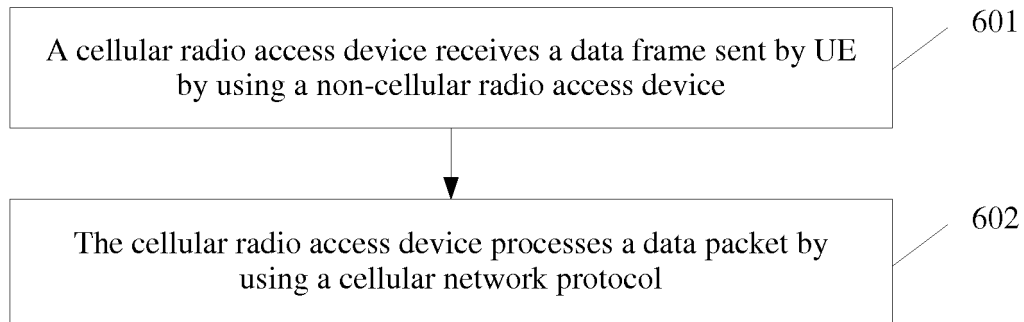 601
A cellular radio access device receives a data frame sent by UE
by using a non-cellular radio access device
602
The cellular radio access device processes a data packet by
using a cellular network protocol